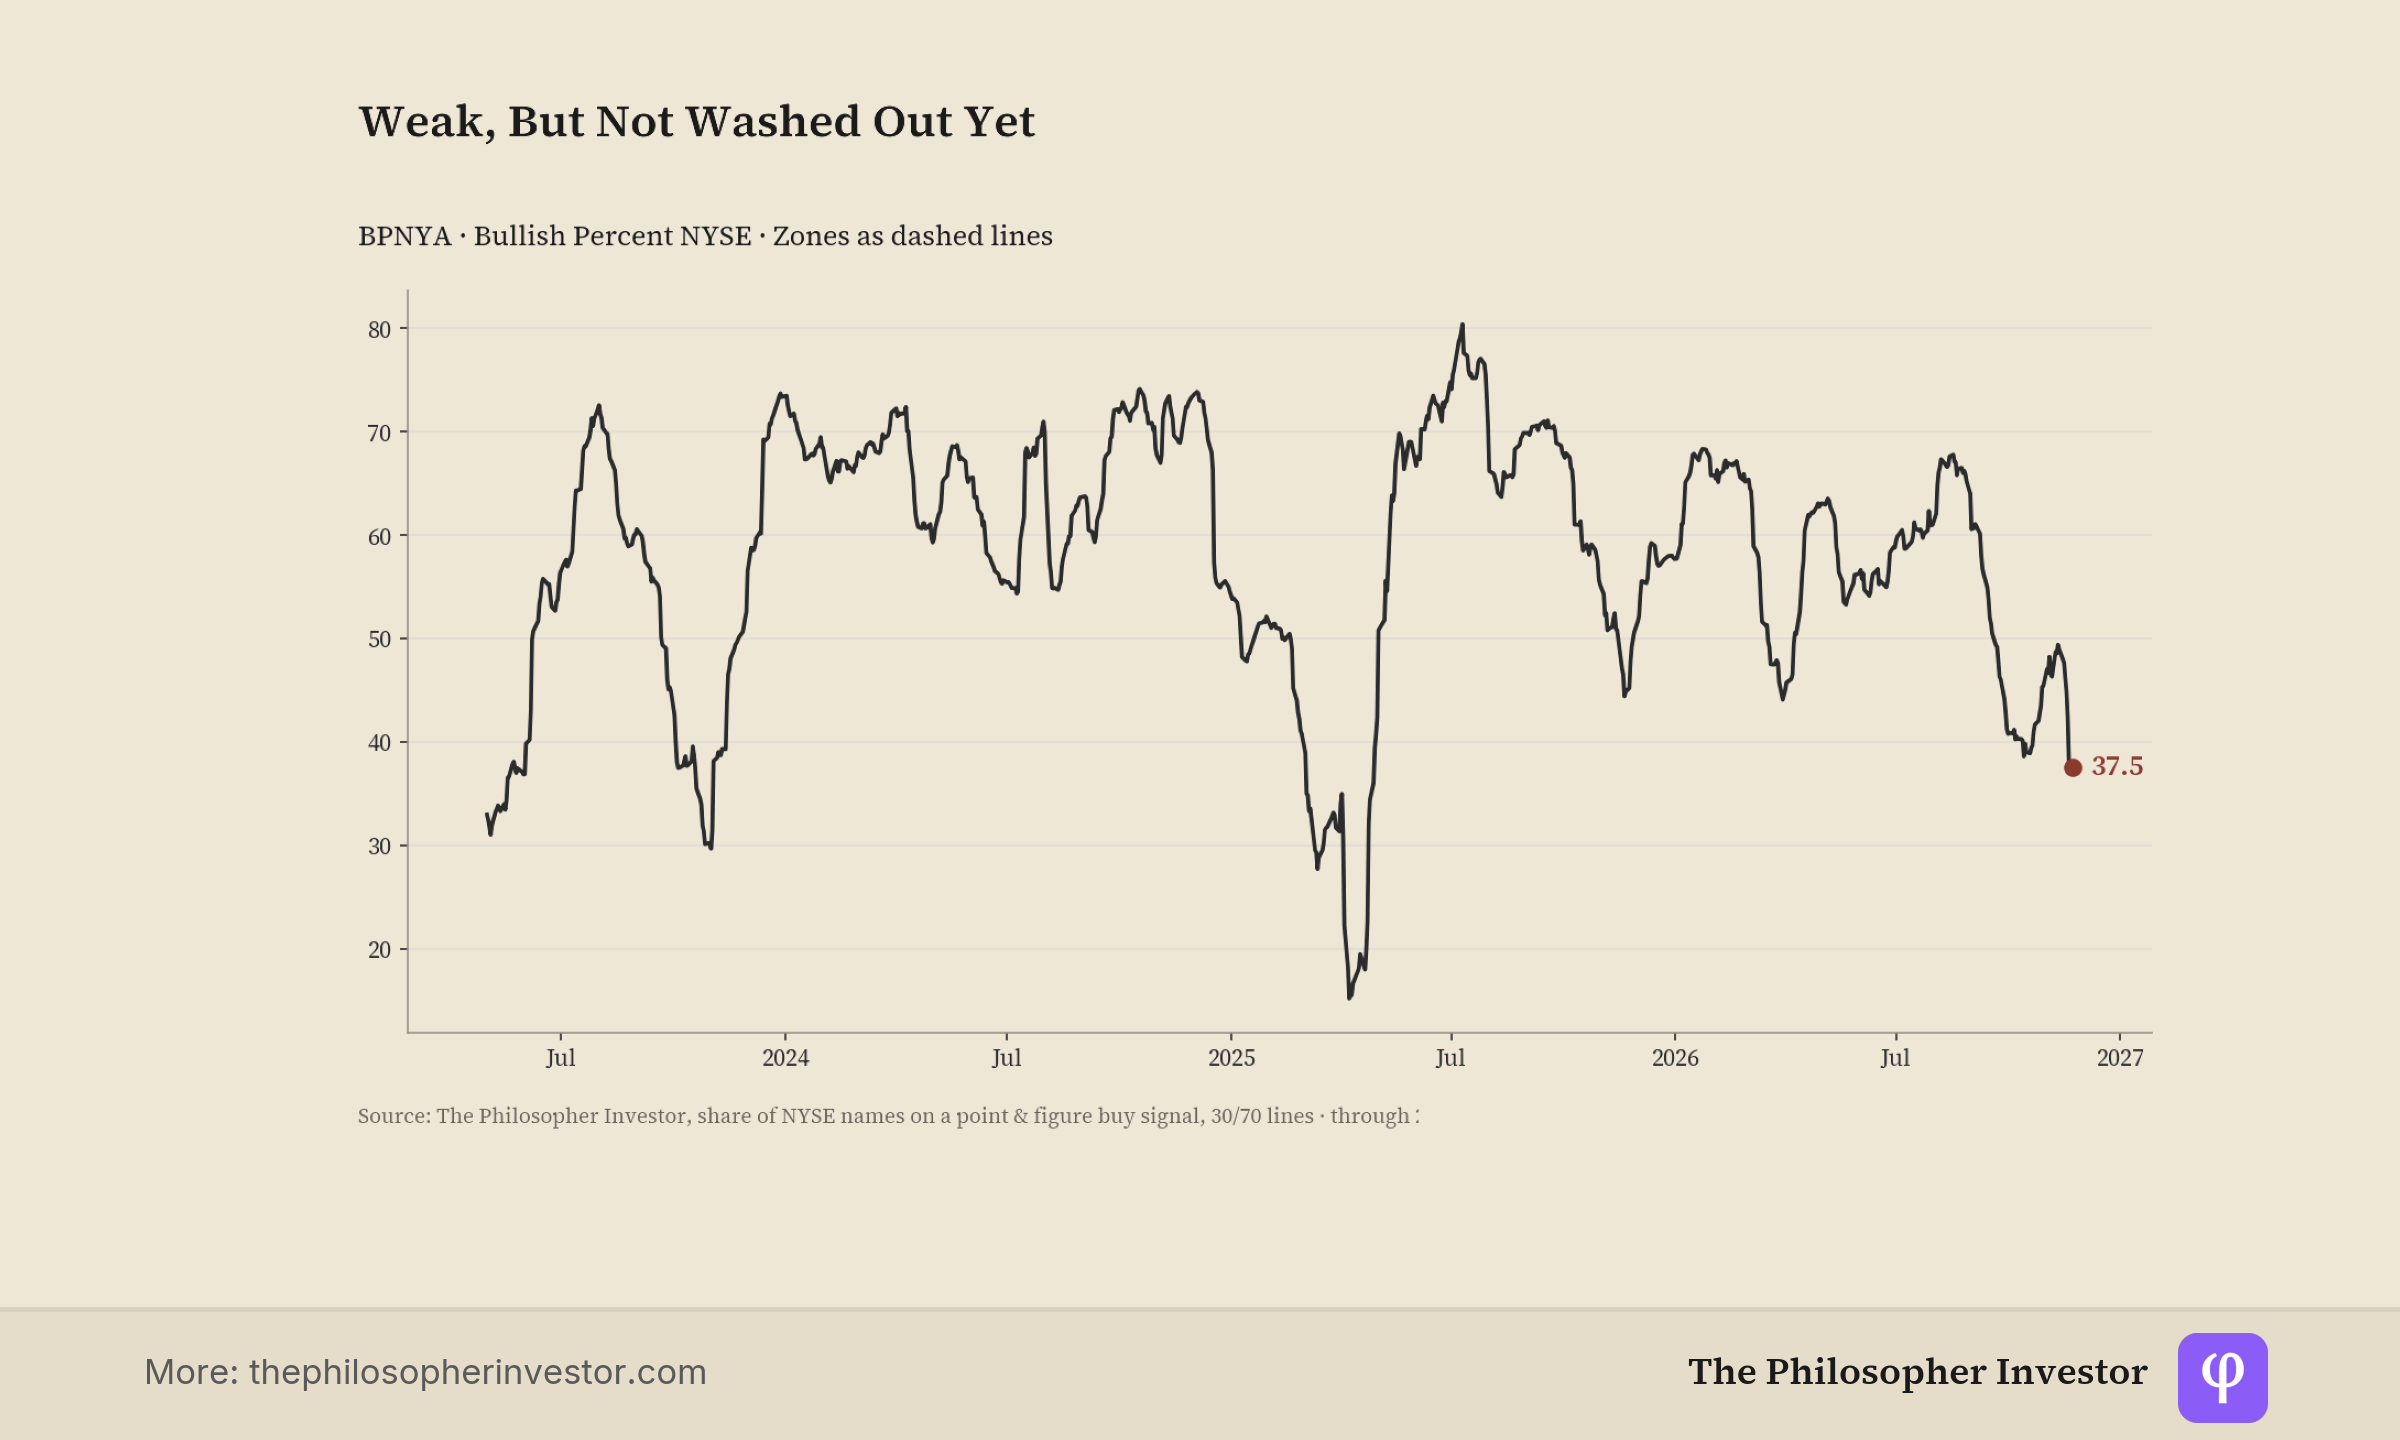 Weak, But Not Washed Out Yet
BPNYA · Bullish Percent NYSE · Zones as dashed lines
80
70
60
50
40
30
20
37.5
Jul 2024 Jul 2025 Jul 2026 Jul 2027
Source: The Philosopher Investor, share of NYSE names on a point & figure buy signal, 30/70 lines · through
More: thephilosopherinvestor.com
The Philosopher Investor φ